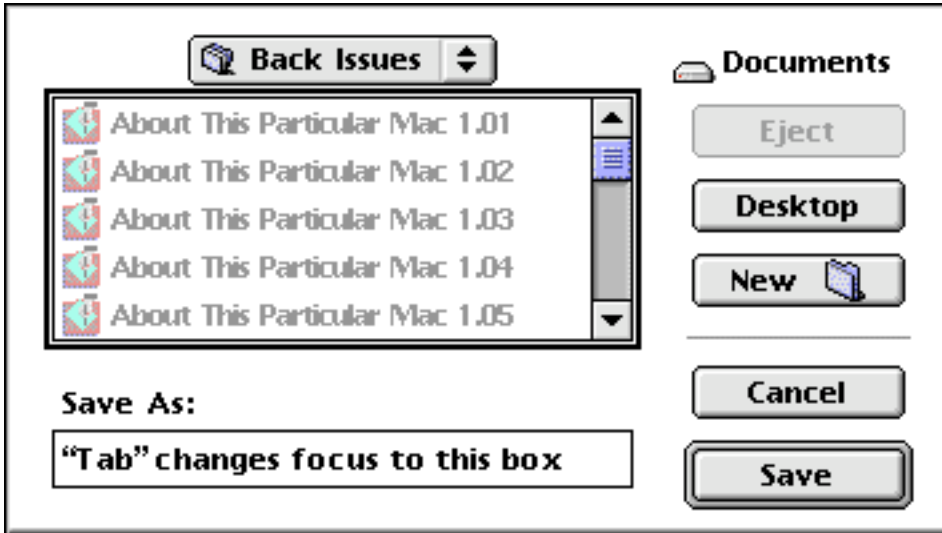 Back Issues
Documents
About This Particular Mac 1.01
About This Particular Mac 1.02
About This Particular Mac 1.03
About This Particular Mac 1.04
About This Particular Mac 1.05
Eject
Desktop
New
Save As:
“Tab” changes focus to this box
Cancel
Save